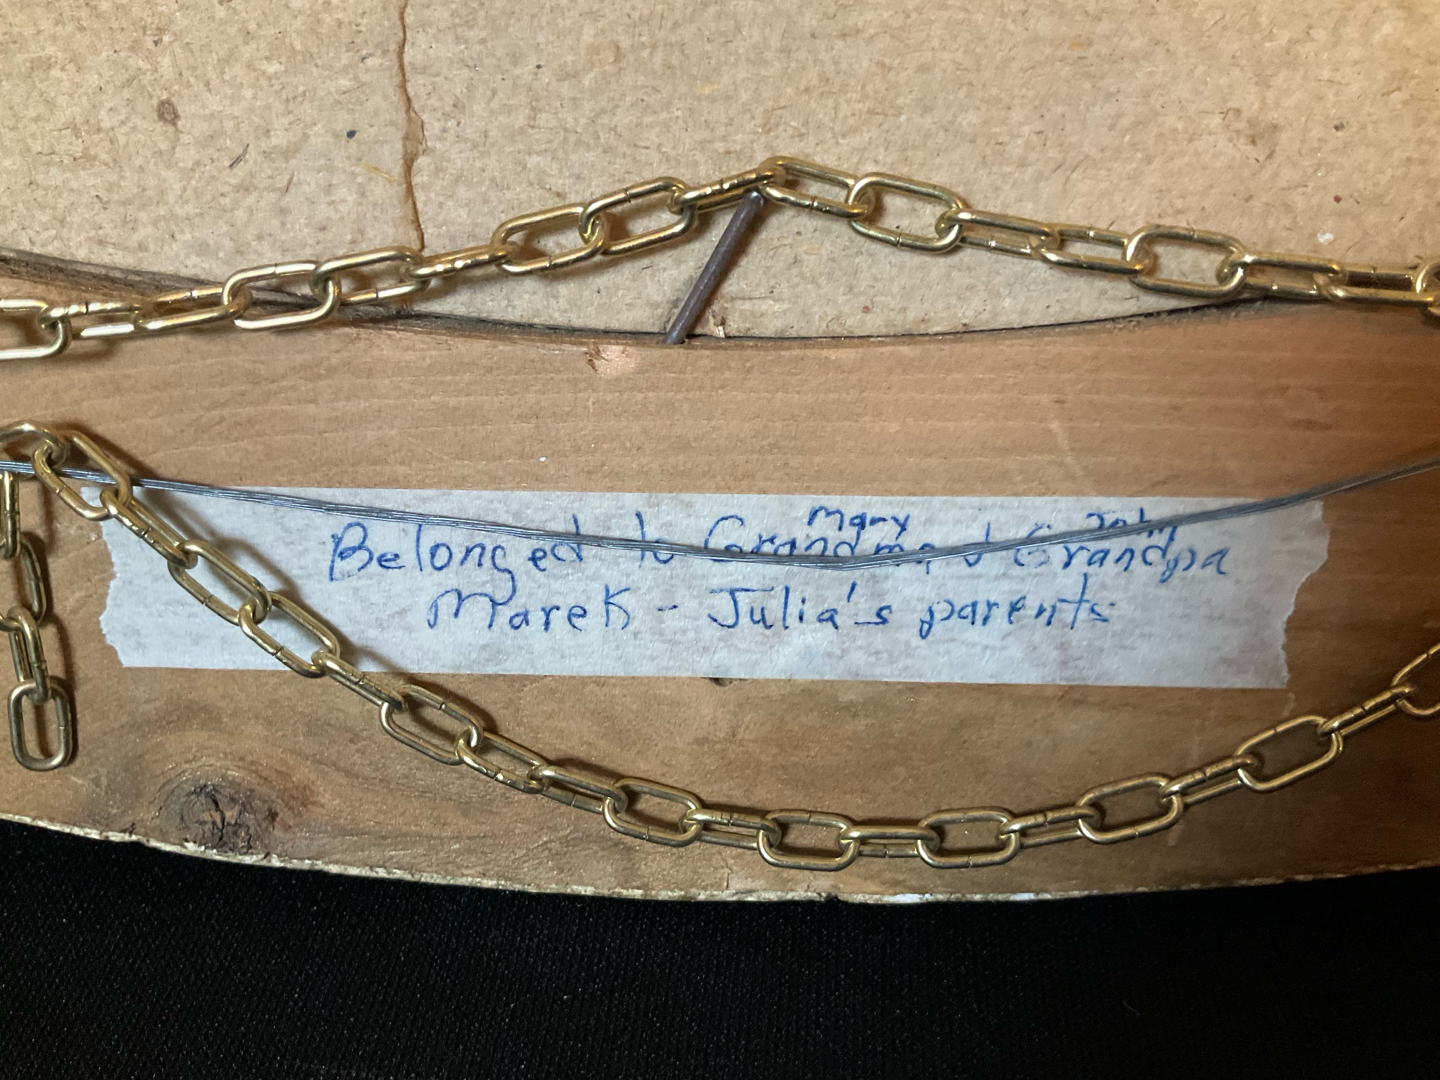 Mary John
Belonged to Grandma & Grandpa
Marek - Julia's parents